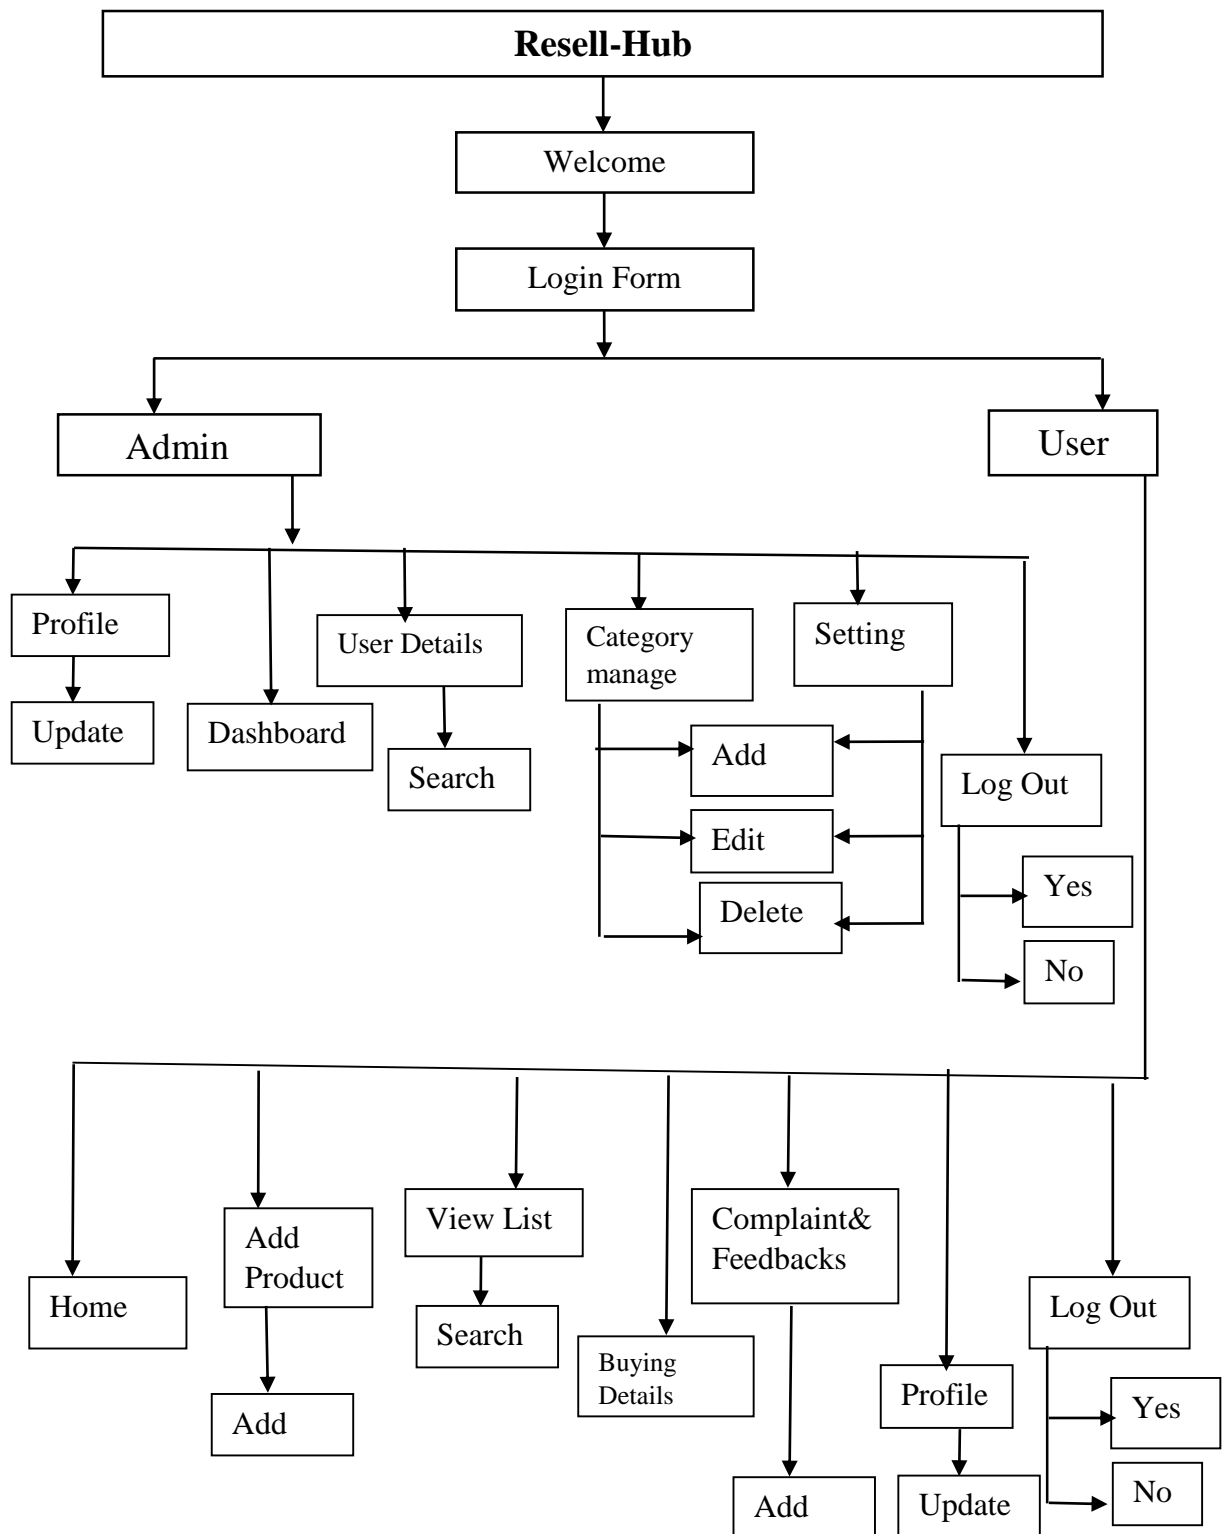 Resell-Hub
Welcome
Login Form
Admin
User
Profile
User Details
Category
manage
Setting
Update
Dashboard
Search
Add
Log Out
Edit
Yes
Delete
No
View List
Complaint&
Feedbacks
Add
Product
Home
Search
Log Out
Buying
Details
Profile
Yes
Add
Add
Update
No